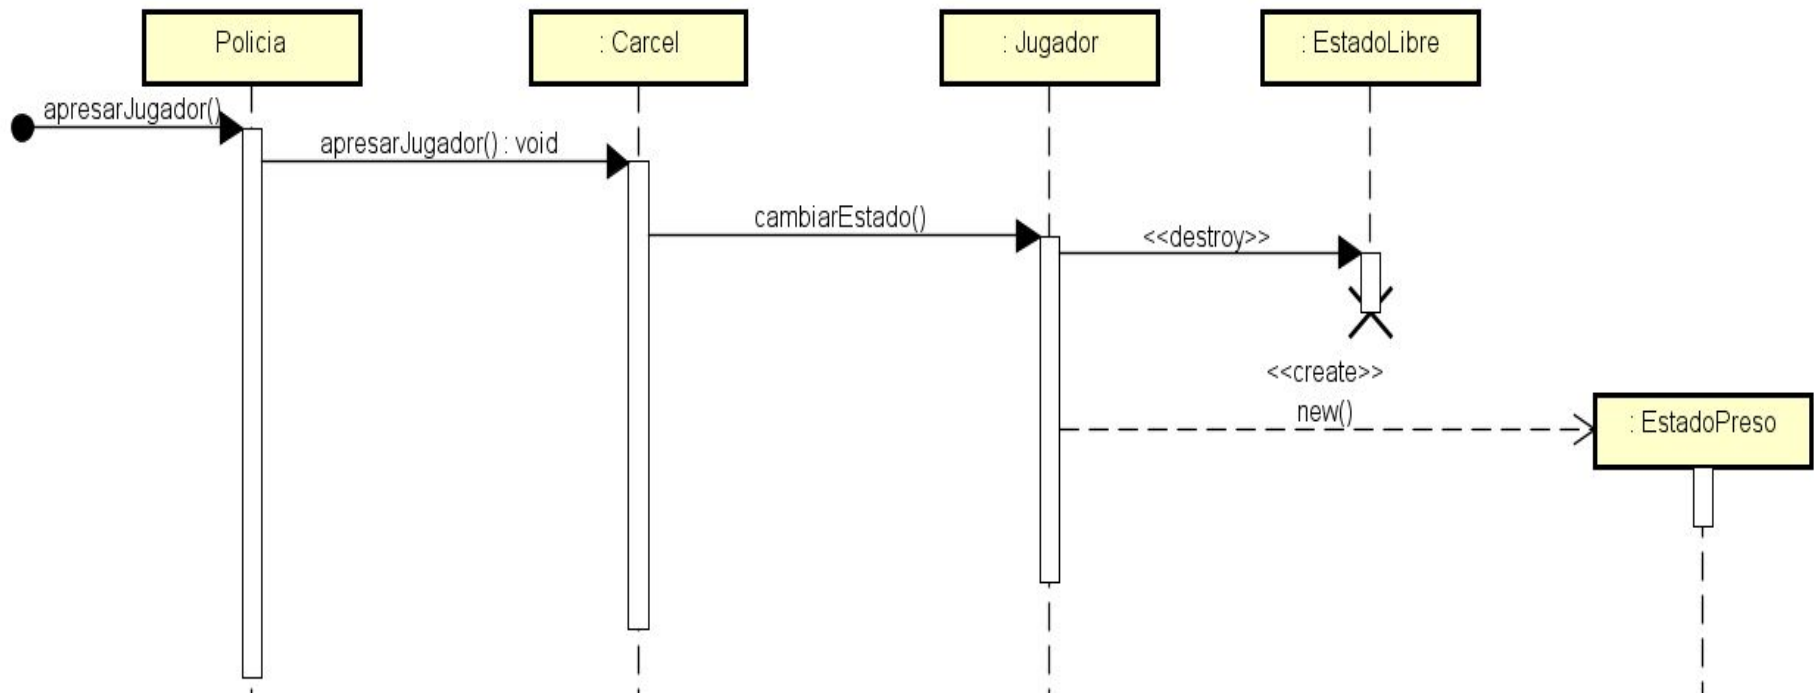 Policia
: Carcel
: Jugador
: EstadoLibre
apresarJugador()
apresarJugador() : void
cambiarEstado()
<<destroy>>
<<create>>
new()
: EstadoPreso